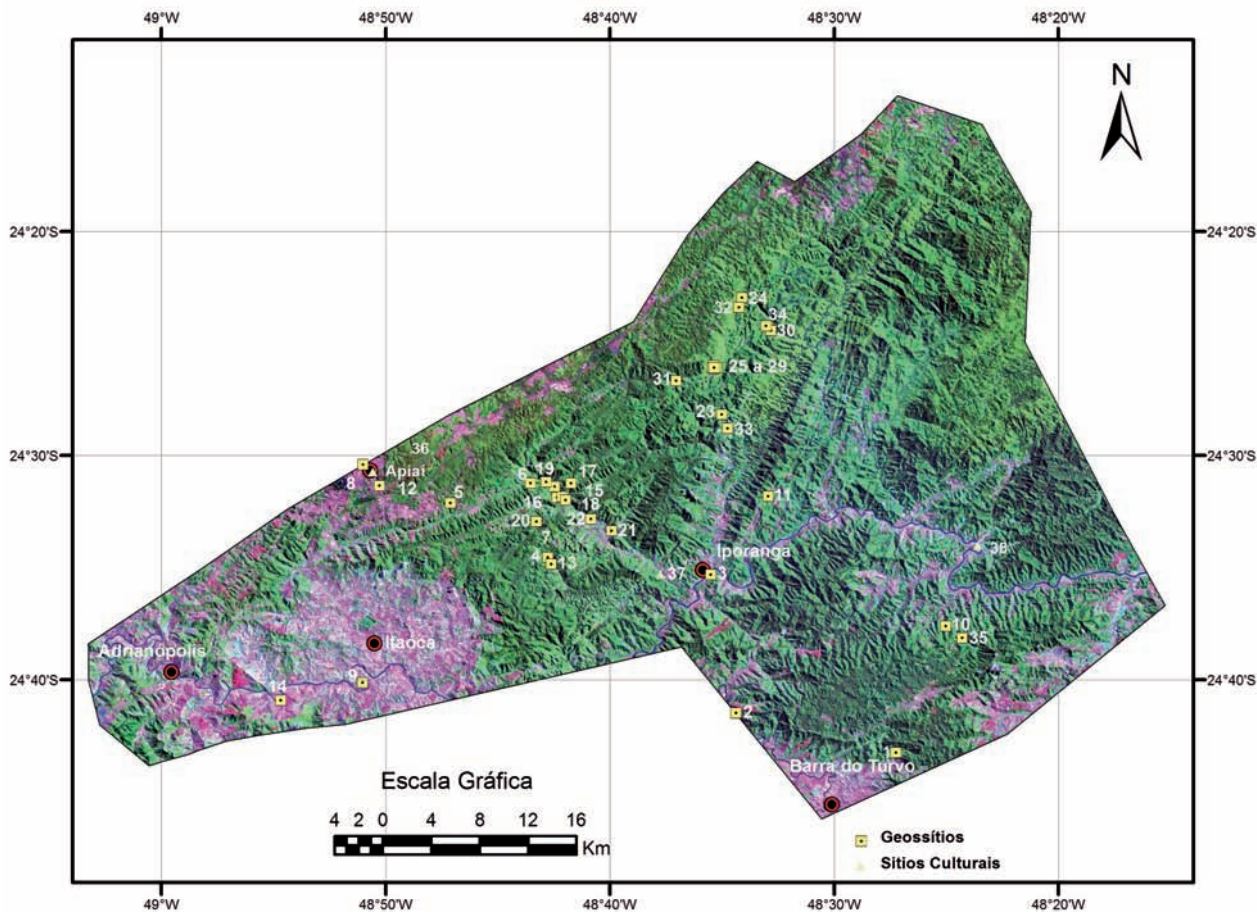 49°W 48°50'W 48°40'W 48°30'W 48°20'W
N
24°20'S 24°20'S
24
32
34
30
31 25 a 29
23
33
36
24°30'S 24°30'S
Apiaí
8 12
5
6 19 17
16 15
18
11
20 22 21
7
4 13
Iporanga
37 3
38
10
35
Itaóca
Adrianópolis
24°40'S 9 24°40'S
14
2
1
Barra do Turvo
Escala Gráfica
4 2 0 4 8 12 16
Km
Geossítios
Sítios Culturais
49°W 48°50'W 48°40'W 48°30'W 48°20'W